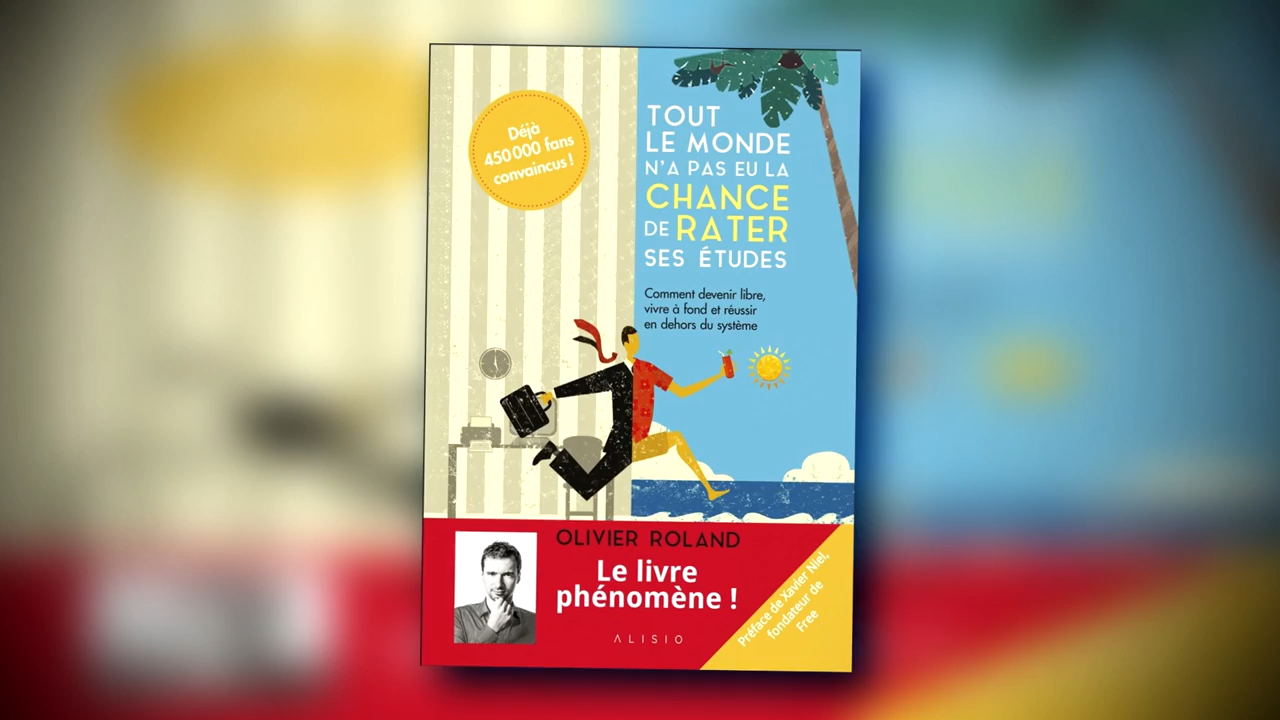 Déjà
450 000 fans
convaincus !
TOUT
LE MONDE
N'A PAS EU LA
CHANCE
DE RATER
SES ÉTUDES
Comment devenir libre,
vivre à fond et réussir
en dehors du système
OLIVIER ROLAND
Le livre
phénomène !
ALISIO
Préface de Xavier Niel,
fondateur de
Free